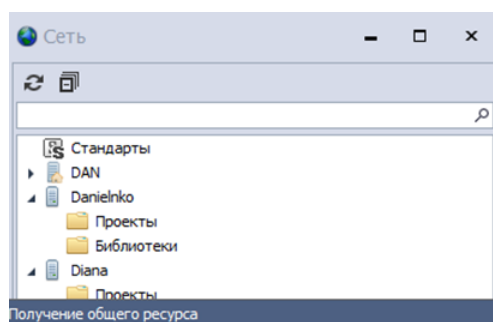 Сеть
Стандарты
DAN
Danielnko
Проекты
Библиотеки
Diana
Проекты
Получение общего ресурса